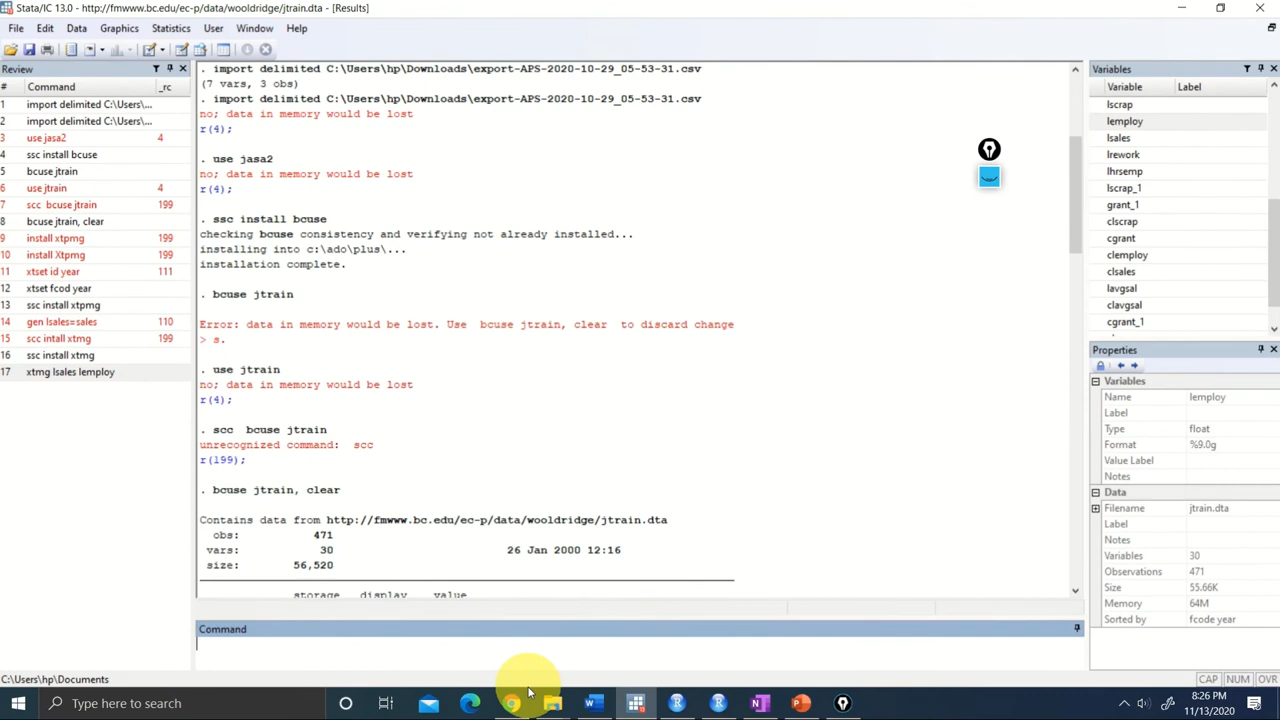 Stata/IC 13.0 - http://fmwww.bc.edu/ec-p/data/wooldridge/jtrain.dta - [Results]
File Edit Data Graphics Statistics User Window Help
Review
# Command _rc
1 import delimited C:\Users\...
2 import delimited C:\Users\...
3 use jasa2 4
4 ssc install bcuse
5 bcuse jtrain
6 use jtrain 4
7 scc bcuse jtrain 199
8 bcuse jtrain, clear
9 install xtpmg 199
10 install Xtpmg 199
11 xtset id year 111
12 xtset fcod year
13 ssc install xtpmg
14 gen lsales=sales 110
15 scc intall xtmg 199
16 ssc install xtmg
17 xtmg lsales lemploy
. import delimited C:\Users\hp\Downloads\export-APS-2020-10-29_05-53-31.csv
(7 vars, 3 obs)
. import delimited C:\Users\hp\Downloads\export-APS-2020-10-29_05-53-31.csv
no; data in memory would be lost
r(4);
. use jasa2
no; data in memory would be lost
r(4);
. ssc install bcuse
checking bcuse consistency and verifying not already installed...
installing into c:\ado\plus\...
installation complete.
. bcuse jtrain
Error: data in memory would be lost. Use bcuse jtrain, clear to discard change
> s.
. use jtrain
no; data in memory would be lost
r(4);
. scc bcuse jtrain
unrecognized command: scc
r(199);
. bcuse jtrain, clear
Contains data from http://fmwww.bc.edu/ec-p/data/wooldridge/jtrain.dta
obs: 471
vars: 30 26 Jan 2000 12:16
size: 56,520
storage display value
Command
Variables
Variable Label
lscrap
lemploy
lsales
lrework
lhrsemp
lscrap_1
grant_1
clscrap
cgrant
clemploy
clsales
lavgsal
clavgsal
cgrant_1
Properties
Variables
Name lemploy
Label
Type float
Format %9.0g
Value Label
Notes
Data
Filename jtrain.dta
Label
Notes
Variables 30
Observations 471
Size 55.66K
Memory 64M
Sorted by fcode year
C:\Users\hp\Documents
CAP NUM OVR
Type here to search
8:26 PM
11/13/2020